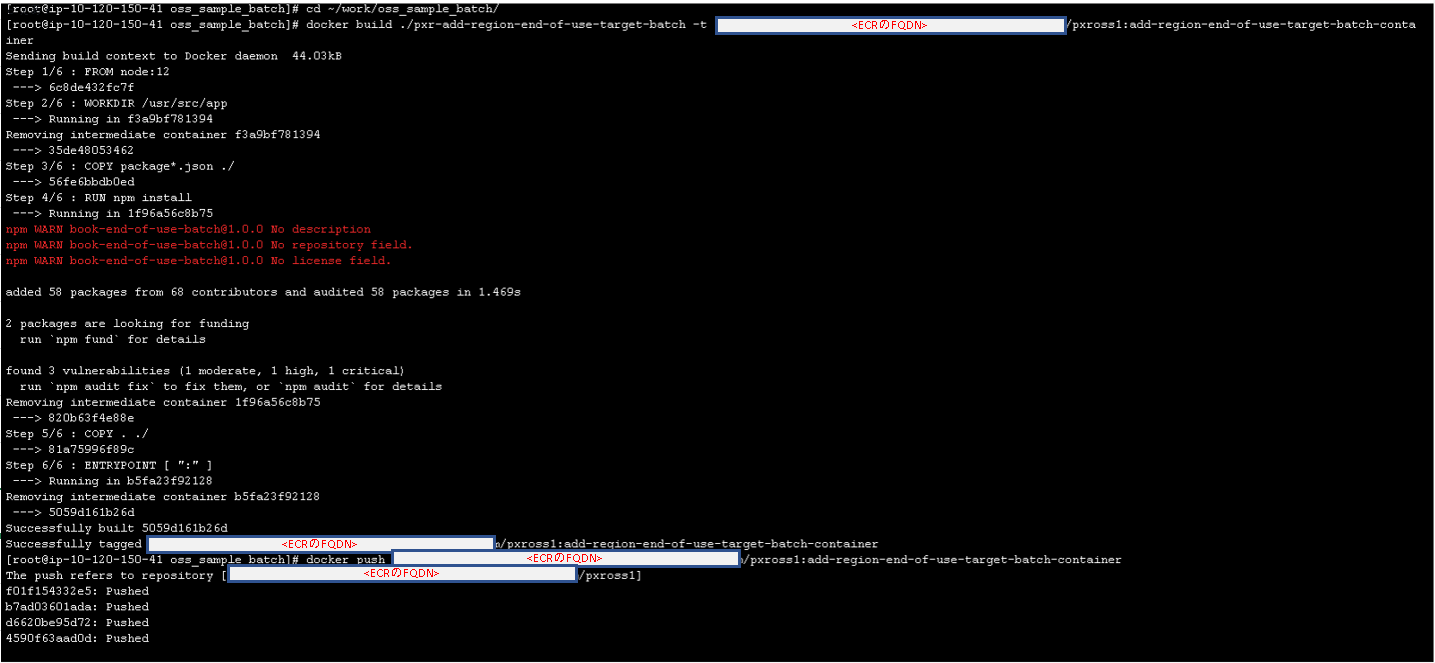 [root@ip-10-120-150-41 oss_sample_batch]# cd ~/work/oss_sample_batch/
[root@ip-10-120-150-41 oss_sample_batch]# docker build ./pxr-add-region-end-of-use-target-batch -t <ECRのFQDN>/pxross1:add-region-end-of-use-target-batch-conta
iner
Sending build context to Docker daemon  44.03kB
Step 1/6 : FROM node:12
 ---> 6c8de432fc7f
Step 2/6 : WORKDIR /usr/src/app
 ---> Running in f3a9bf781394
Removing intermediate container f3a9bf781394
 ---> 35de48053462
Step 3/6 : COPY package*.json ./
 ---> 56fe6bbdb0ed
Step 4/6 : RUN npm install
 ---> Running in 1f96a56c8b75
npm WARN book-end-of-use-batch@1.0.0 No description
npm WARN book-end-of-use-batch@1.0.0 No repository field.
npm WARN book-end-of-use-batch@1.0.0 No license field.
added 58 packages from 68 contributors and audited 58 packages in 1.469s
2 packages are looking for funding
  run `npm fund` for details
found 3 vulnerabilities (1 moderate, 1 high, 1 critical)
  run `npm audit fix` to fix them, or `npm audit` for details
Removing intermediate container 1f96a56c8b75
 ---> 820b63f4e88e
Step 5/6 : COPY . ./
 ---> 81a75996f89c
Step 6/6 : ENTRYPOINT [ ":" ]
 ---> Running in b5fa23f92128
Removing intermediate container b5fa23f92128
 ---> 5059d161b26d
Successfully built 5059d161b26d
Successfully tagged <ECRのFQDN>/pxross1:add-region-end-of-use-target-batch-container
[root@ip-10-120-150-41 oss_sample_batch]# docker push <ECRのFQDN>/pxross1:add-region-end-of-use-target-batch-container
The push refers to repository [<ECRのFQDN>/pxross1]
f01f154332e5: Pushed
b7ad03601ada: Pushed
d6620be95d72: Pushed
4590f63aad0d: Pushed